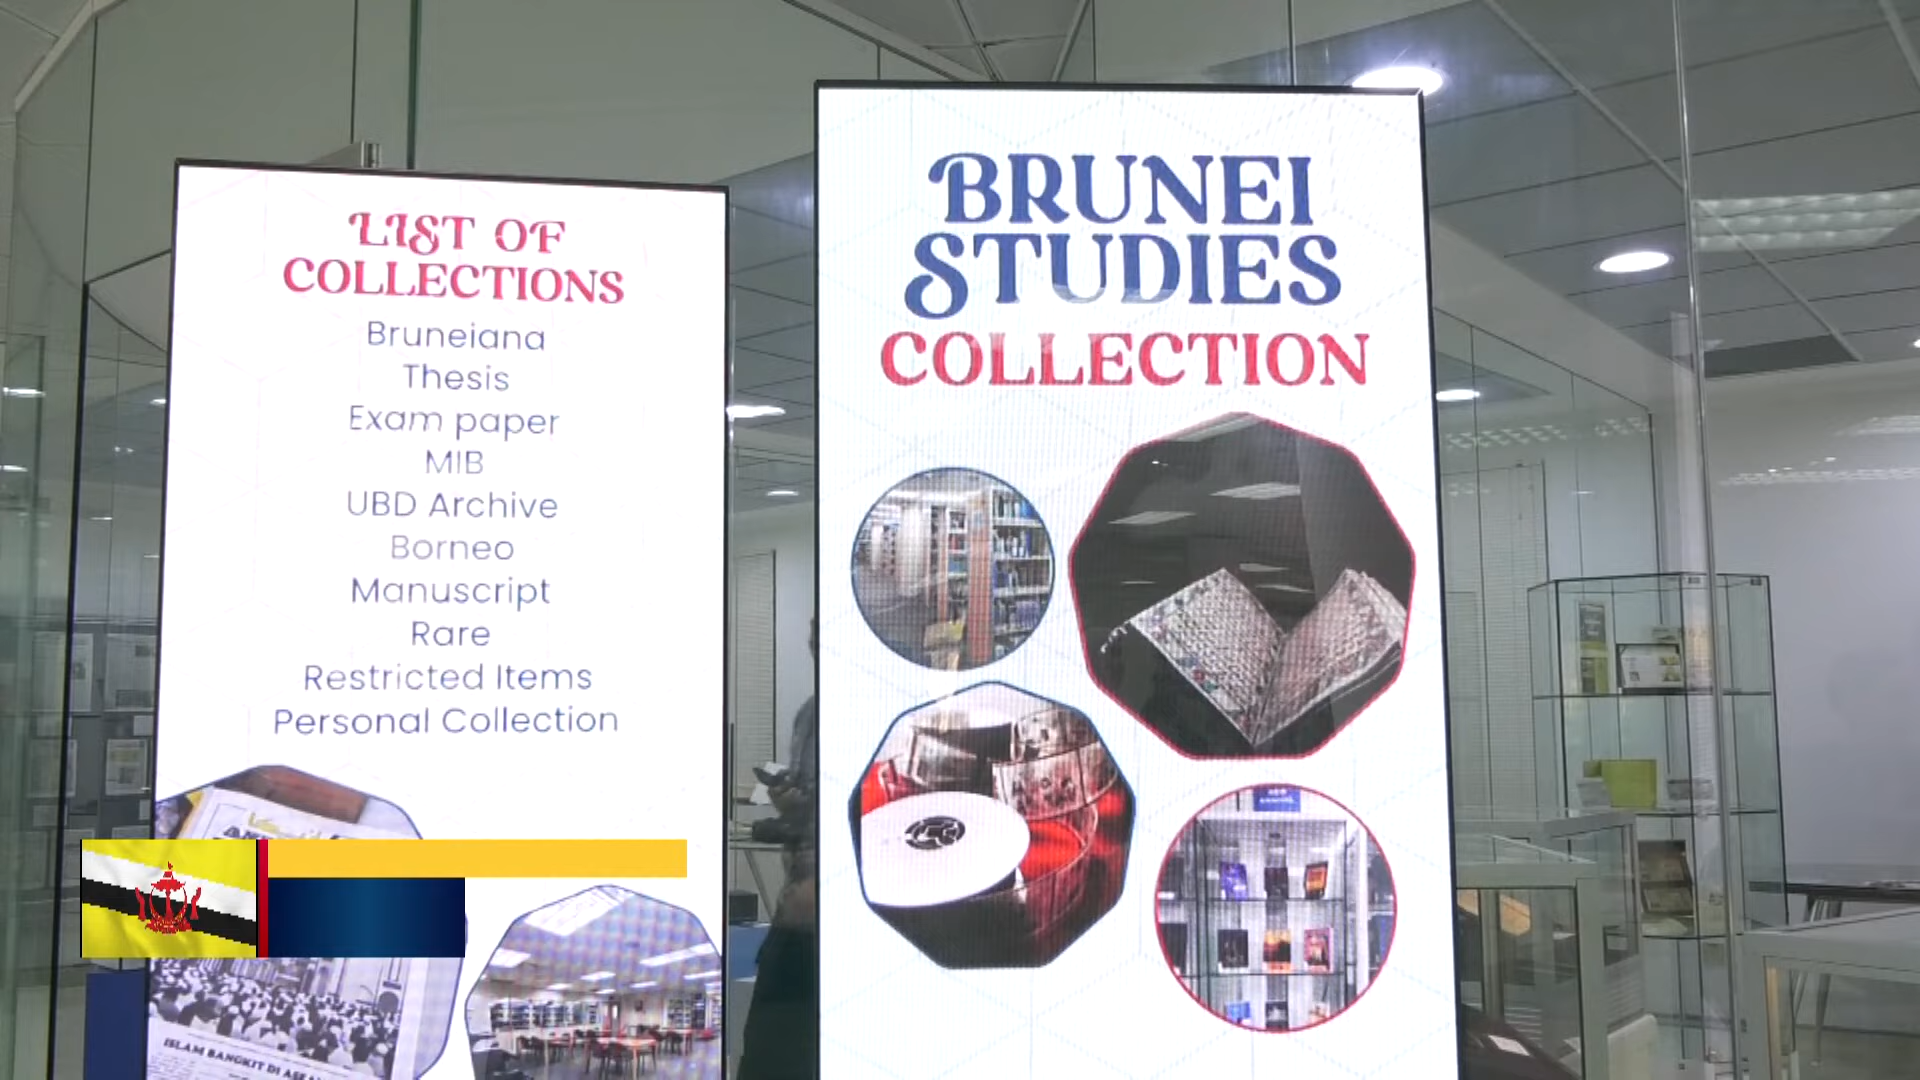 LIST OF
COLLECTIONS
Bruneiana
Thesis
Exam paper
MIB
UBD Archive
Borneo
Manuscript
Rare
Restricted Items
Personal Collection
ISLAM BANGKIT DI
BRUNEI
STUDIES
COLLECTION